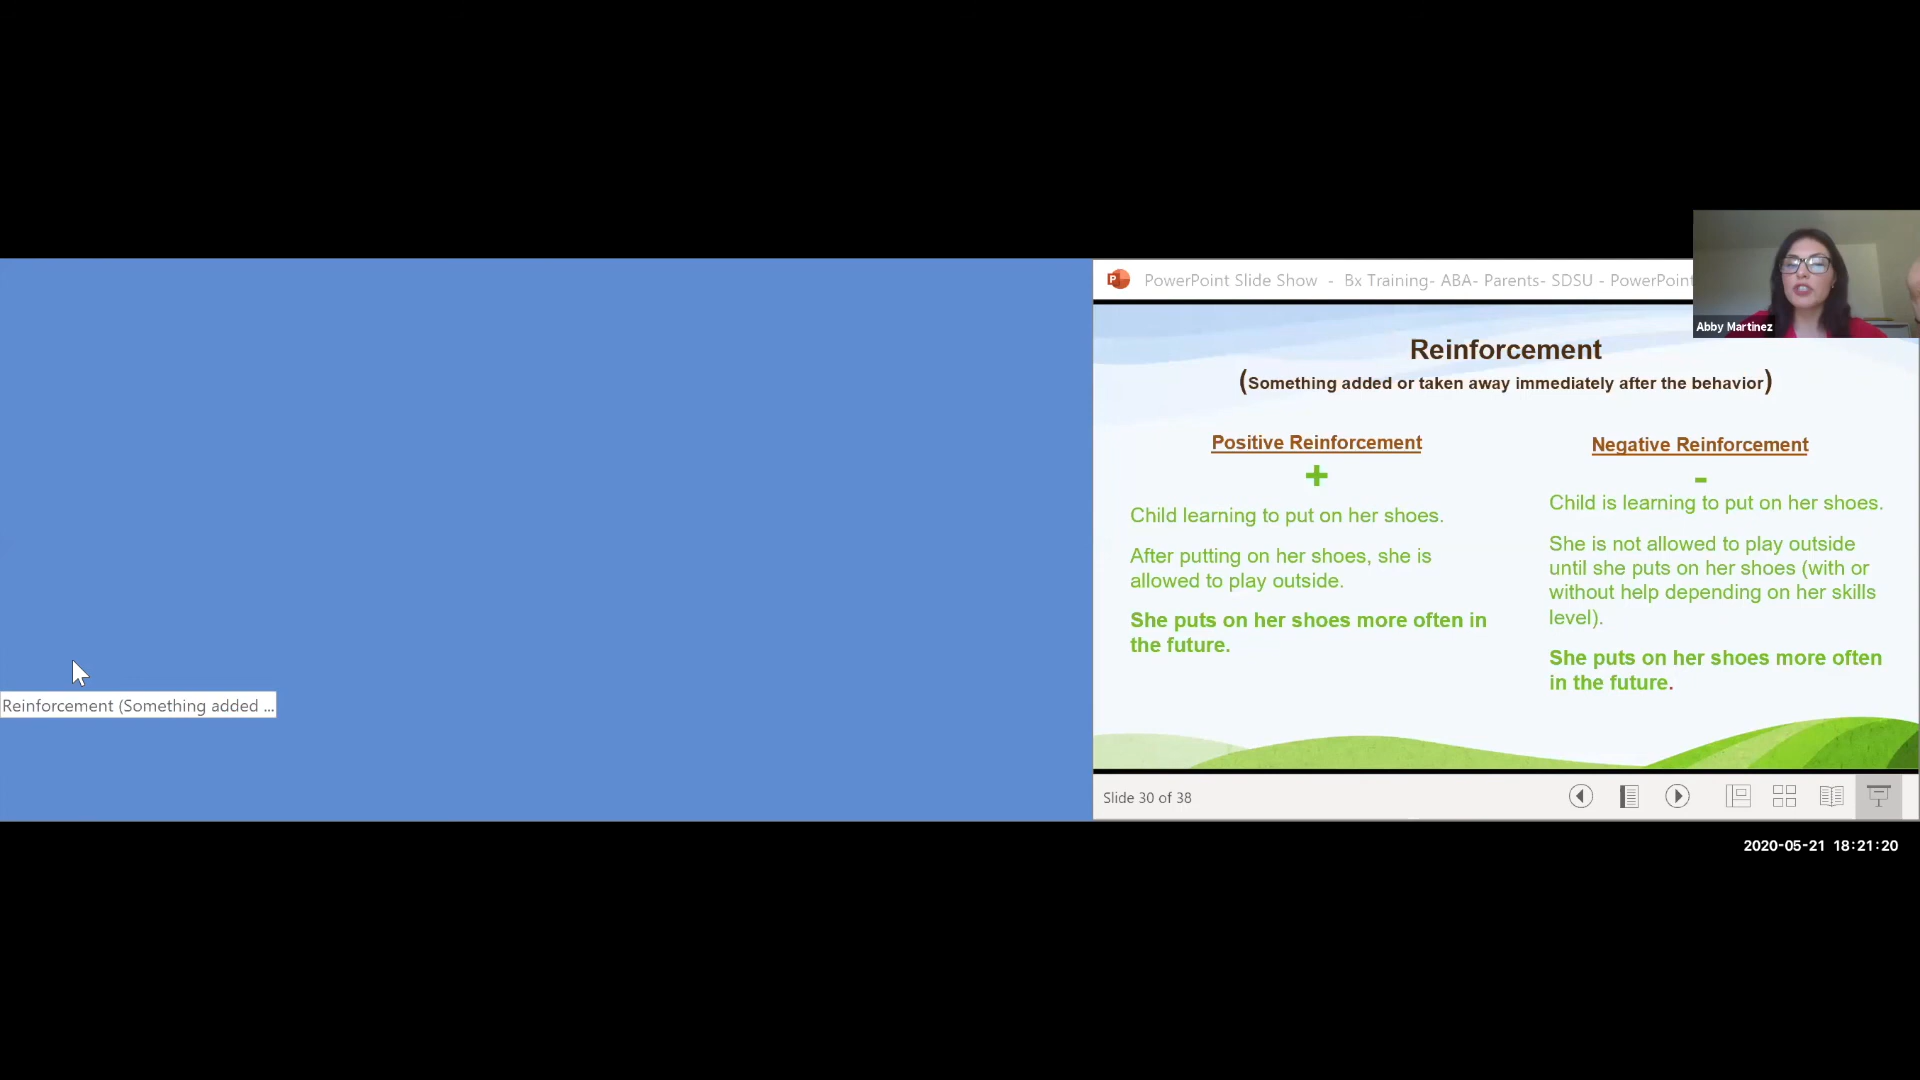 PowerPoint Slide Show - Bx Training- ABA- Parents- SDSU - PowerPoint
Abby Martinez
Reinforcement
(Something added or taken away immediately after the behavior)
Positive Reinforcement
+
Child learning to put on her shoes.
After putting on her shoes, she is
allowed to play outside.
She puts on her shoes more often in
the future.
Negative Reinforcement
-
Child is learning to put on her shoes.
She is not allowed to play outside
until she puts on her shoes (with or
without help depending on her skills
level).
She puts on her shoes more often
in the future.
Reinforcement (Something added ...
Slide 30 of 38
2020-05-21 18:21:20